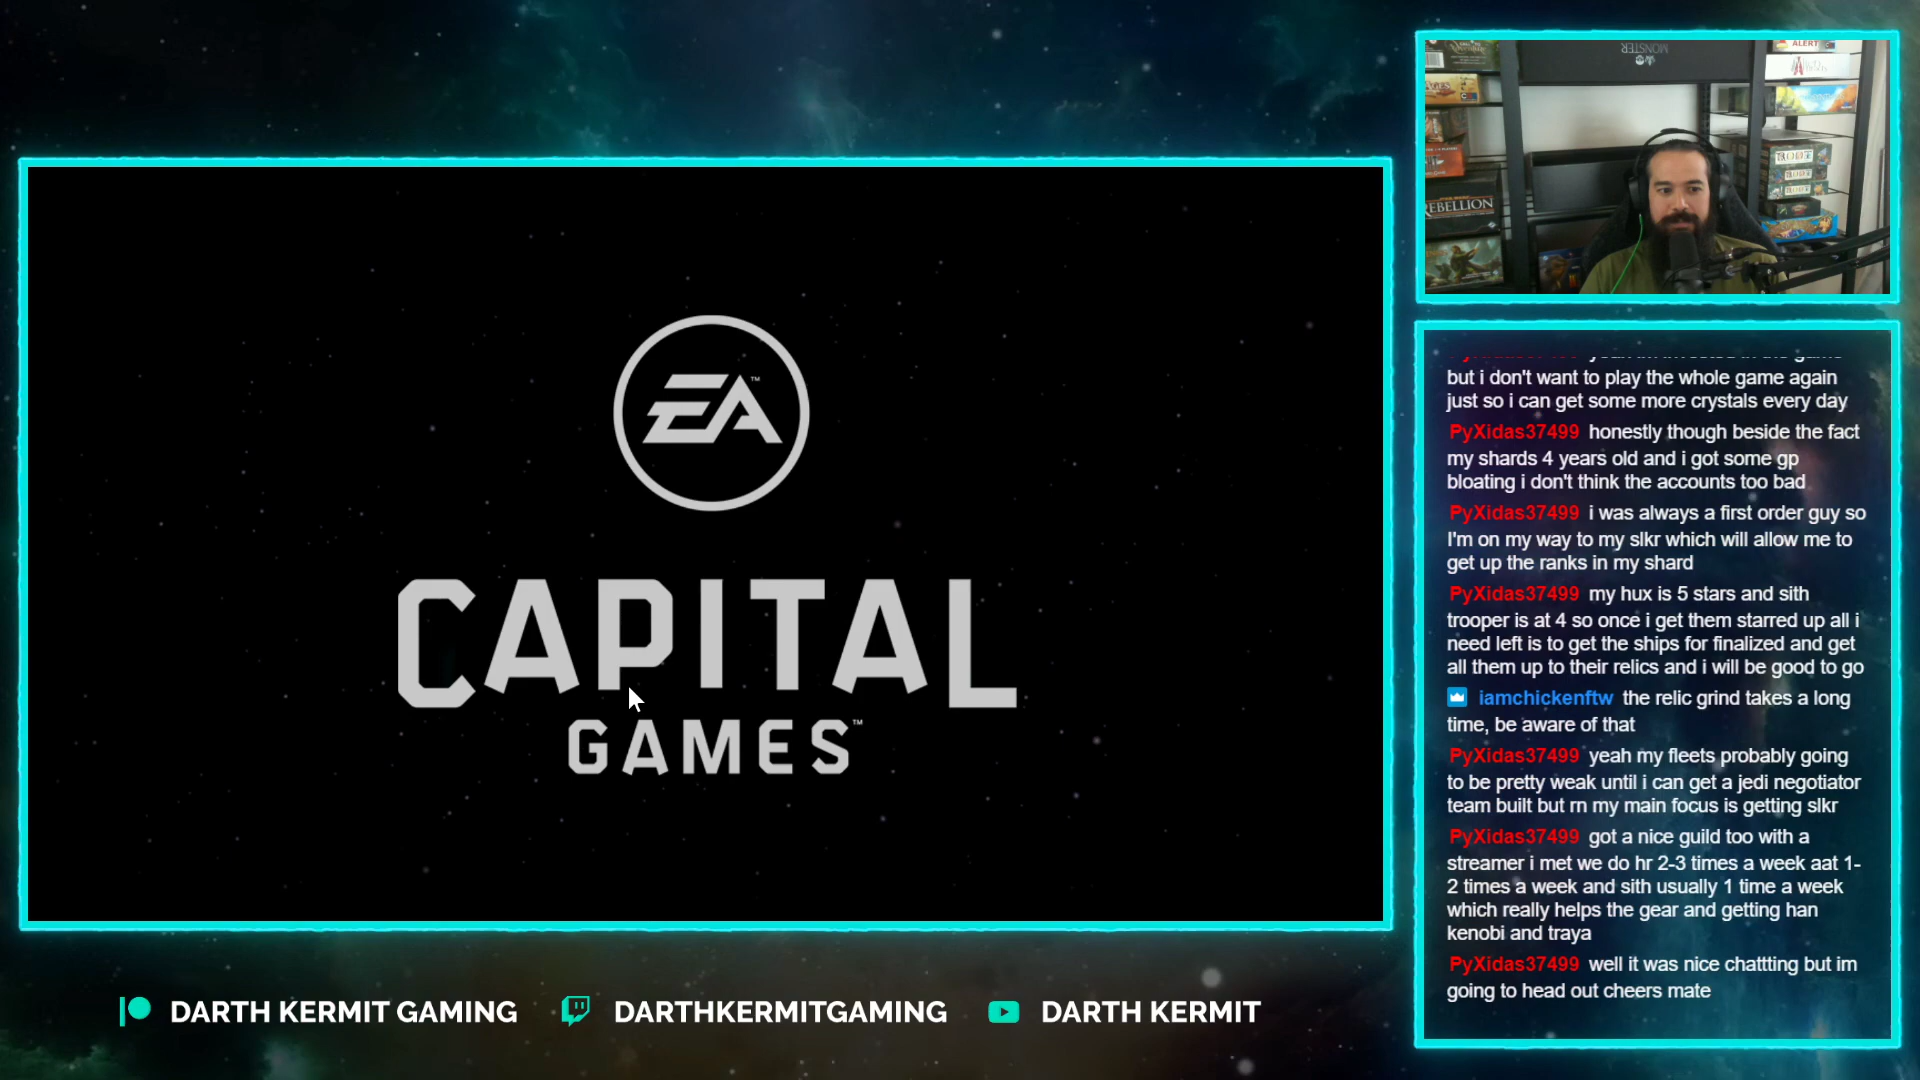 MONSTER
ALERT
REBELLION
EA™
CAPITAL
GAMES™
but i don't want to play the whole game again
just so i can get some more crystals every day
PyXidas37499 honestly though beside the fact
my shards 4 years old and i got some gp
bloating i don't think the accounts too bad
PyXidas37499 i was always a first order guy so
I'm on my way to my slkr which will allow me to
get up the ranks in my shard
PyXidas37499 my hux is 5 stars and sith
trooper is at 4 so once i get them starred up all i
need left is to get the ships for finalized and get
all them up to their relics and i will be good to go
iamchickenftw the relic grind takes a long
time, be aware of that
PyXidas37499 yeah my fleets probably going
to be pretty weak until i can get a jedi negotiator
team built but rn my main focus is getting slkr
PyXidas37499 got a nice guild too with a
streamer i met we do hr 2-3 times a week aat 1-
2 times a week and sith usually 1 time a week
which really helps the gear and getting han
kenobi and traya
PyXidas37499 well it was nice chattting but im
going to head out cheers mate
DARTH KERMIT GAMING
DARTHKERMITGAMING
DARTH KERMIT